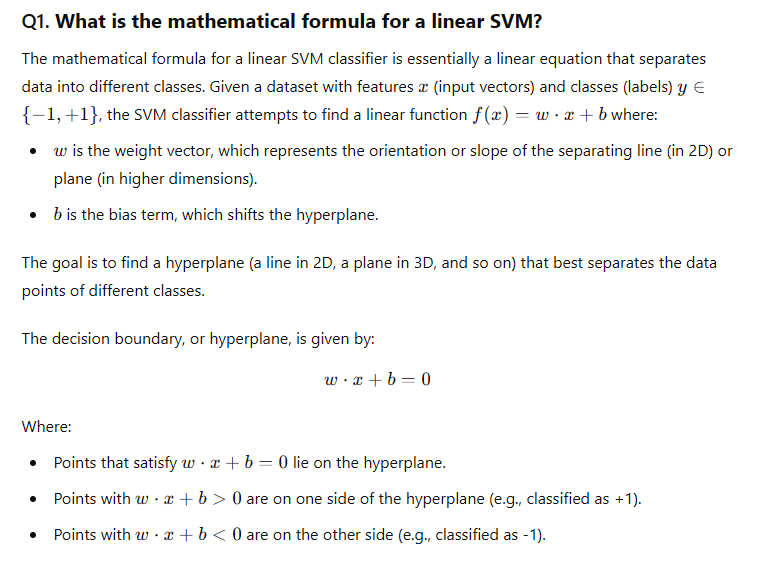 Q1. What is the mathematical formula for a linear SVM?
The mathematical formula for a linear SVM classifier is essentially a linear equation that separates
data into different classes. Given a dataset with features x (input vectors) and classes (labels) y ∈
{−1, +1}, the SVM classifier attempts to find a linear function f(x) = w · x + b where:
• w is the weight vector, which represents the orientation or slope of the separating line (in 2D) or
plane (in higher dimensions).
• b is the bias term, which shifts the hyperplane.
The goal is to find a hyperplane (a line in 2D, a plane in 3D, and so on) that best separates the data
points of different classes.
The decision boundary, or hyperplane, is given by:
w · x + b = 0
Where:
• Points that satisfy w · x + b = 0 lie on the hyperplane.
• Points with w · x + b > 0 are on one side of the hyperplane (e.g., classified as +1).
• Points with w · x + b < 0 are on the other side (e.g., classified as -1).